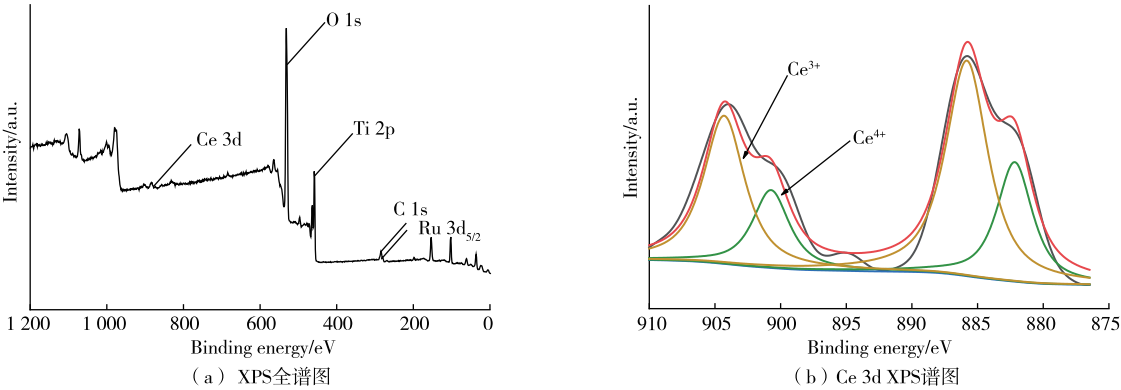 Intensity/a.u.
O 1s
Ti 2p
Ce 3d
C 1s
Ru 3d5/2
1 200 1 000 800 600 400 200 0
Binding energy/eV
（a） XPS全谱图
Intensity/a.u.
Ce3+
Ce4+
910 905 900 895 890 885 880 875
Binding energy/eV
（b）Ce 3d XPS谱图